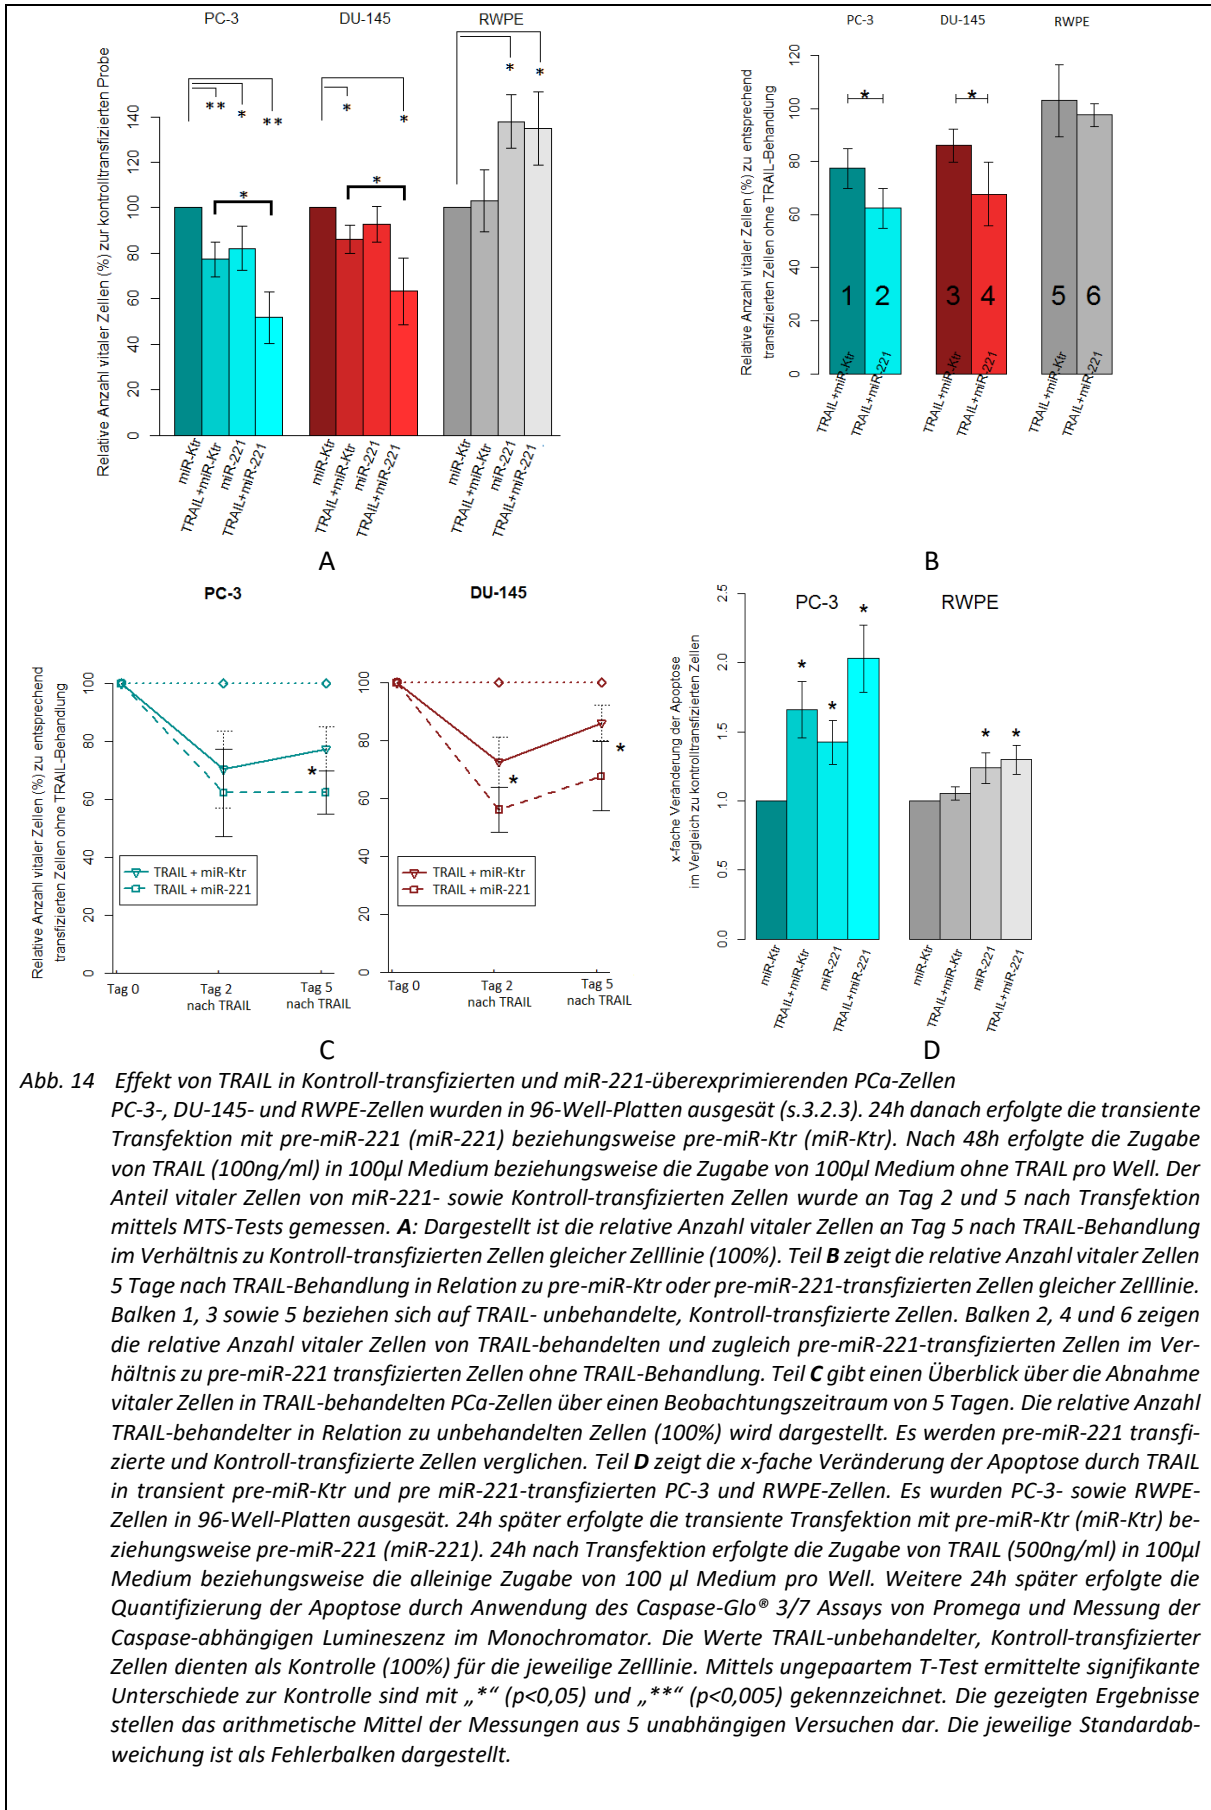 PC-3
DU-145
RWPE
Relative Anzahl vitaler Zellen (%) zur kontrolltransfizierten Probe
0
20
40
60
80
100
120
140
** * **
* *
* *
*
*
miR-Ktr
TRAIL+miR-Ktr
miR-221
TRAIL+miR-221
miR-Ktr
TRAIL+miR-Ktr
miR-221
TRAIL+miR-221
miR-Ktr
TRAIL+miR-Ktr
miR-221
TRAIL+miR-221
A
PC-3
DU-145
RWPE
Relative Anzahl vitaler Zellen (%) zu entsprechend
transfizierten Zellen ohne TRAIL-Behandlung
0
20
40
60
80
100
120
*
*
1 2 3 4 5 6
TRAIL+miR-Ktr
TRAIL+miR-221
TRAIL+miR-Ktr
TRAIL+miR-221
TRAIL+miR-Ktr
TRAIL+miR-221
B
PC-3
Relative Anzahl vitaler Zellen (%) zu entsprechend
transfizierten Zellen ohne TRAIL-Behandlung
0
20
40
60
80
100
*
TRAIL + miR-Ktr
TRAIL + miR-221
Tag 0
Tag 2
nach TRAIL
Tag 5
nach TRAIL
DU-145
0
20
40
60
80
100
*
*
TRAIL + miR-Ktr
TRAIL + miR-221
Tag 0
Tag 2
nach TRAIL
Tag 5
nach TRAIL
C
PC-3
RWPE
x-fache Veränderung der Apoptose
im Vergleich zu kontrolltransfizierten Zellen
0.0
0.5
1.0
1.5
2.0
2.5
* * *
* *
miR-Ktr
TRAIL+miR-Ktr
miR-221
TRAIL+miR-221
miR-Ktr
TRAIL+miR-Ktr
miR-221
TRAIL+miR-221
D
Abb. 14 Effekt von TRAIL in Kontroll-transfizierten und miR-221-überexprimierenden PCa-Zellen
PC-3-, DU-145- und RWPE-Zellen wurden in 96-Well-Platten ausgesät (s.3.2.3). 24h danach erfolgte die transiente
Transfektion mit pre-miR-221 (miR-221) beziehungsweise pre-miR-Ktr (miR-Ktr). Nach 48h erfolgte die Zugabe
von TRAIL (100ng/ml) in 100µl Medium beziehungsweise die Zugabe von 100µl Medium ohne TRAIL pro Well. Der
Anteil vitaler Zellen von miR-221- sowie Kontroll-transfizierten Zellen wurde an Tag 2 und 5 nach Transfektion
mittels MTS-Tests gemessen. A: Dargestellt ist die relative Anzahl vitaler Zellen an Tag 5 nach TRAIL-Behandlung
im Verhältnis zu Kontroll-transfizierten Zellen gleicher Zelllinie (100%). Teil B zeigt die relative Anzahl vitaler Zellen
5 Tage nach TRAIL-Behandlung in Relation zu pre-miR-Ktr oder pre-miR-221-transfizierten Zellen gleicher Zelllinie.
Balken 1, 3 sowie 5 beziehen sich auf TRAIL- unbehandelte, Kontroll-transfizierte Zellen. Balken 2, 4 und 6 zeigen
die relative Anzahl vitaler Zellen von TRAIL-behandelten und zugleich pre-miR-221-transfizierten Zellen im Ver-
hältnis zu pre-miR-221 transfizierten Zellen ohne TRAIL-Behandlung. Teil C gibt einen Überblick über die Abnahme
vitaler Zellen in TRAIL-behandelten PCa-Zellen über einen Beobachtungszeitraum von 5 Tagen. Die relative Anzahl
TRAIL-behandelter in Relation zu unbehandelten Zellen (100%) wird dargestellt. Es werden pre-miR-221 transfi-
zierte und Kontroll-transfizierte Zellen verglichen. Teil D zeigt die x-fache Veränderung der Apoptose durch TRAIL
in transient pre-miR-Ktr und pre miR-221-transfizierten PC-3 und RWPE-Zellen. Es wurden PC-3- sowie RWPE-
Zellen in 96-Well-Platten ausgesät. 24h später erfolgte die transiente Transfektion mit pre-miR-Ktr (miR-Ktr) be-
ziehungsweise pre-miR-221 (miR-221). 24h nach Transfektion erfolgte die Zugabe von TRAIL (500ng/ml) in 100µl
Medium beziehungsweise die alleinige Zugabe von 100 µl Medium pro Well. Weitere 24h später erfolgte die
Quantifizierung der Apoptose durch Anwendung des Caspase-Glo® 3/7 Assays von Promega und Messung der
Caspase-abhängigen Lumineszenz im Monochromator. Die Werte TRAIL-unbehandelter, Kontroll-transfizierter
Zellen dienten als Kontrolle (100%) für die jeweilige Zelllinie. Mittels ungepaartem T-Test ermittelte signifikante
Unterschiede zur Kontrolle sind mit „*“ (p<0,05) und „**“ (p<0,005) gekennzeichnet. Die gezeigten Ergebnisse
stellen das arithmetische Mittel der Messungen aus 5 unabhängigen Versuchen dar. Die jeweilige Standardab-
weichung ist als Fehlerbalken dargestellt.